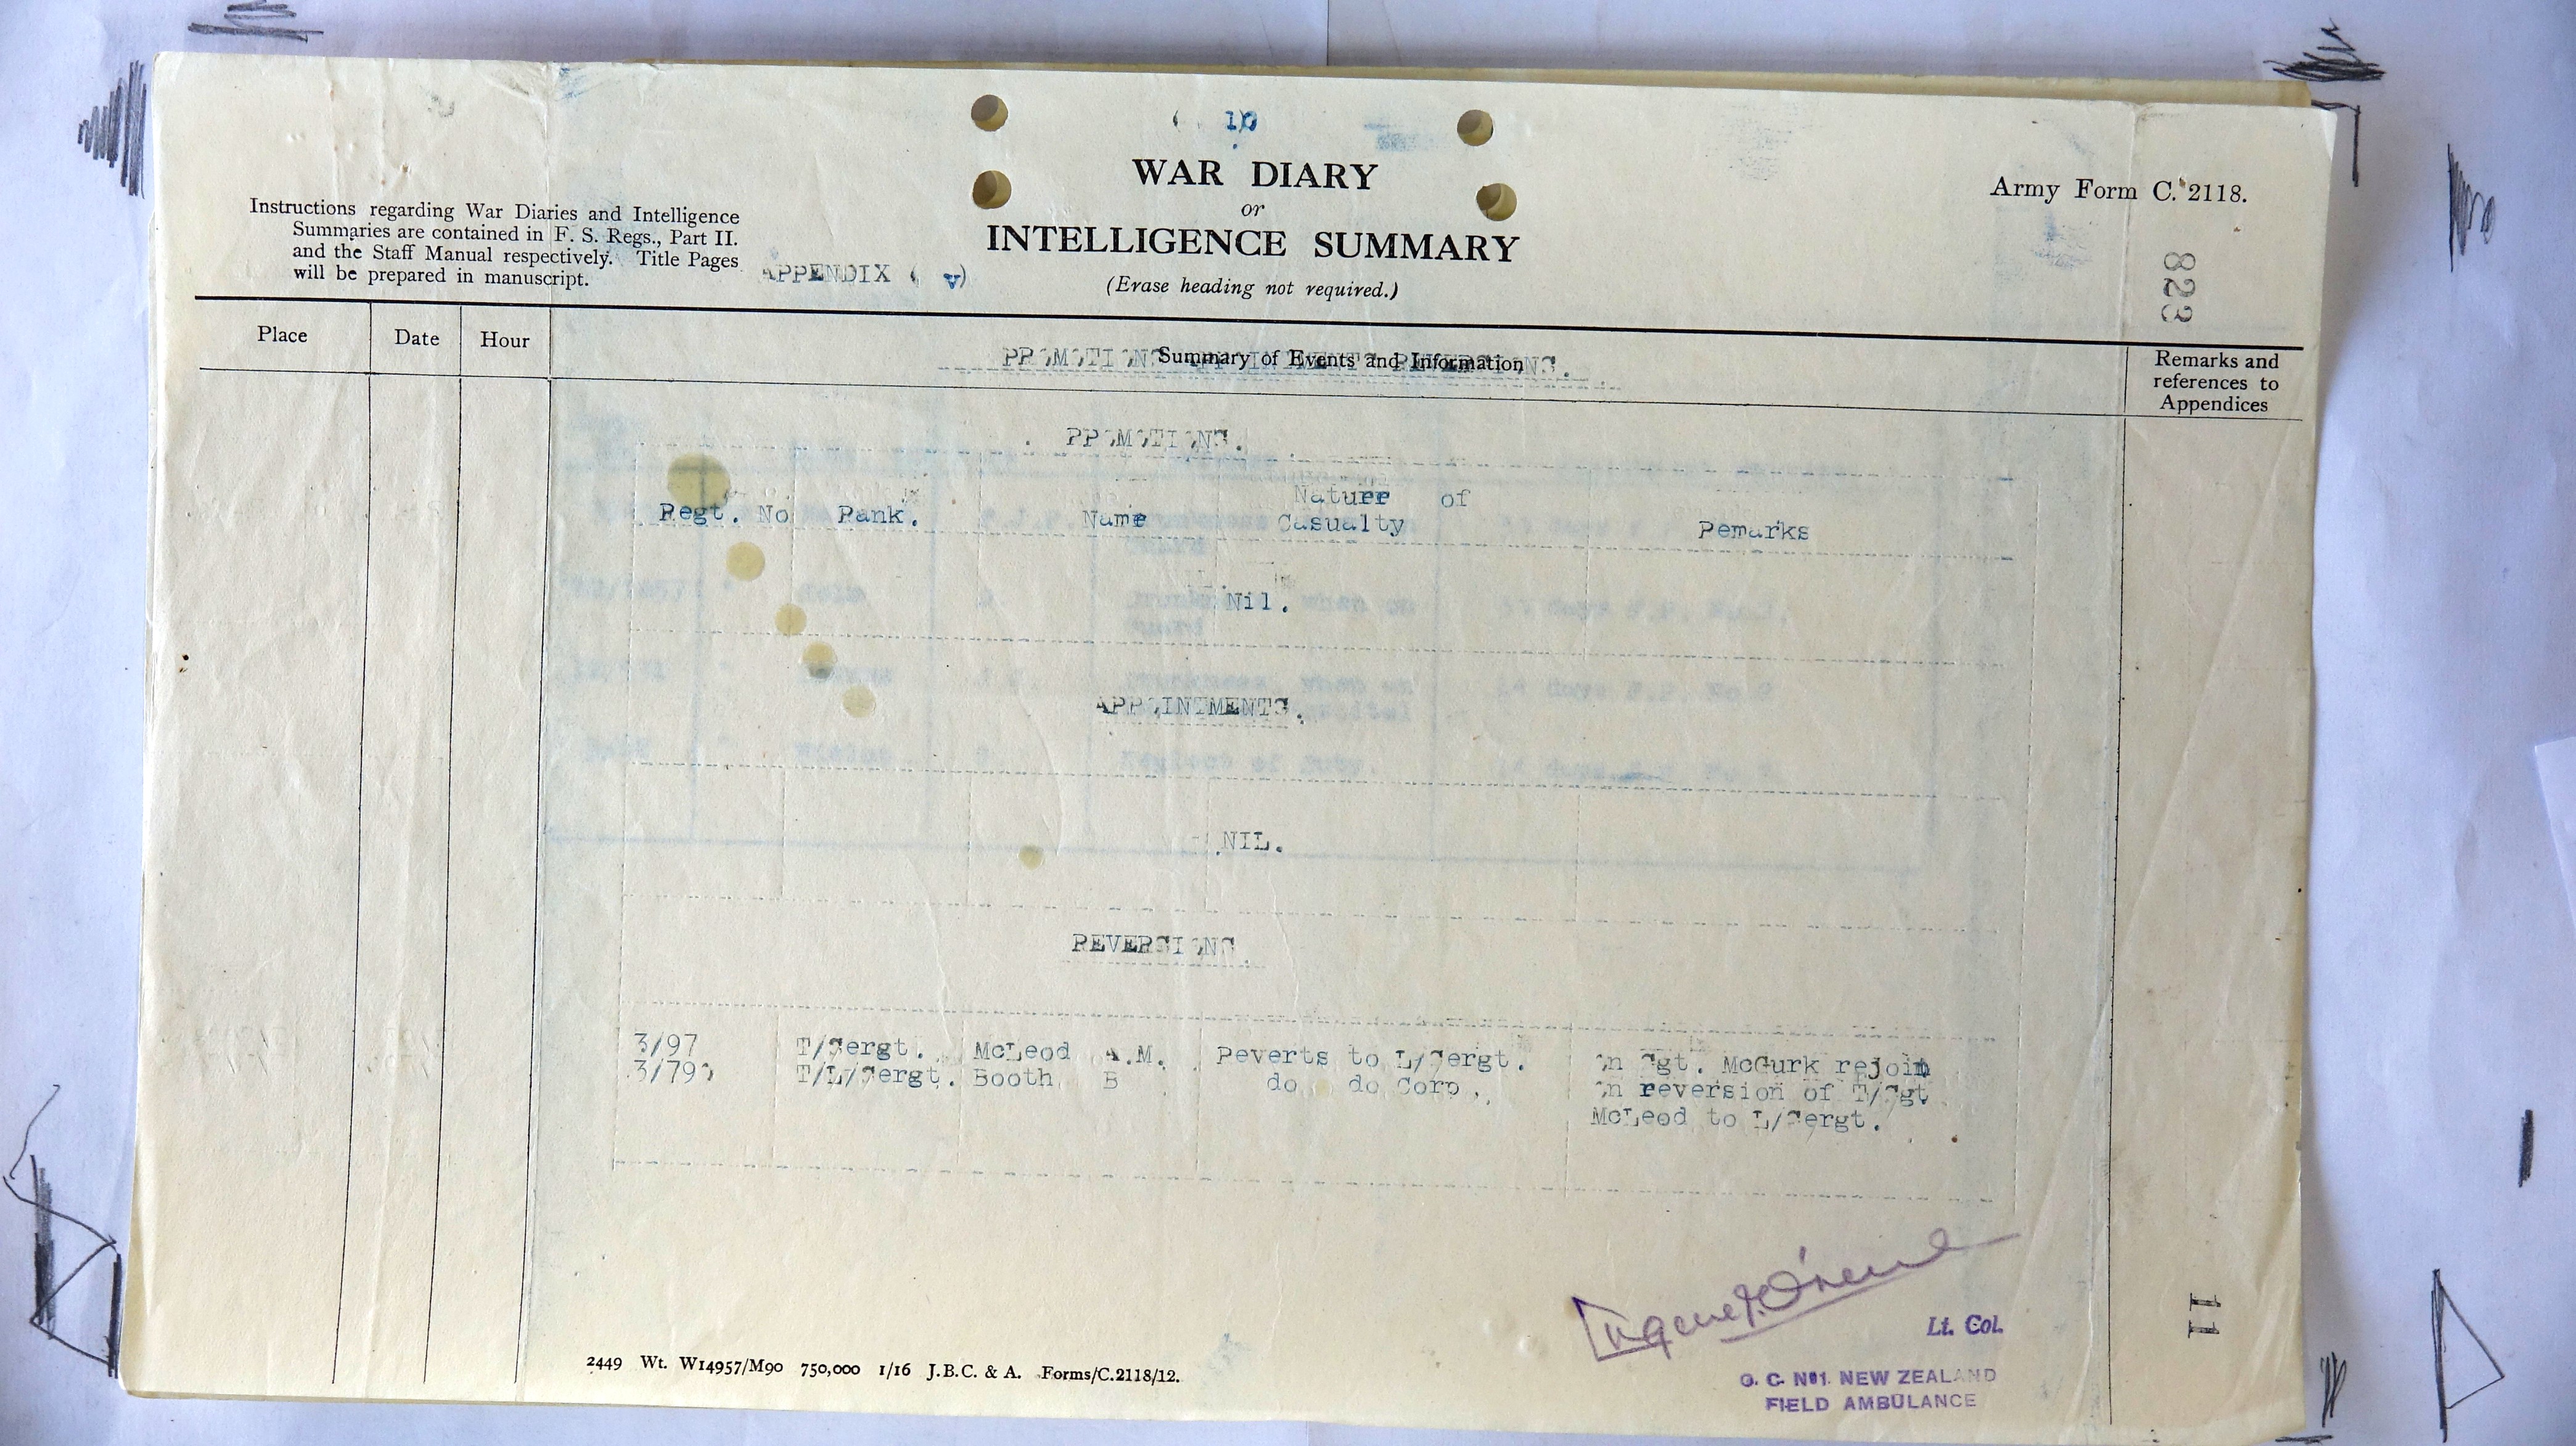 10
WAR DIARY
or
INTELLIGENCE SUMMARY
(Erase heading not required.)
Army Form C. 2118.
Instructions regarding War Diaries and Intelligence
Summaries are contained in F. S. Regs., Part II.
and the Staff Manual respectively. Title Pages
will be prepared in manuscript.
APPENDIX ( v)
823
Place
Date
Hour
Summary of Events and Information
Remarks and
references to
Appendices
PROMOTIONS.
Regt. No
Rank.
Name
Nature of
Casualty
Remarks
Nil.
APPOINTMENTS.
NIL.
REVERSIONS.
3/97 T/Sergt. McLeod A.M. Reverts to L/Sergt. On Sgt. McGurk rejoin
T/L/Sergt. Booth B do do Corp. On reversion of T/Sgt
McLeod to L/Sergt.
Lt. Col.
O. C. No1. NEW ZEALAND
FIELD AMBULANCE
11
2449 Wt. W14957/M90 750,000 1/16 J.B.C. & A. Forms/C.2118/12.